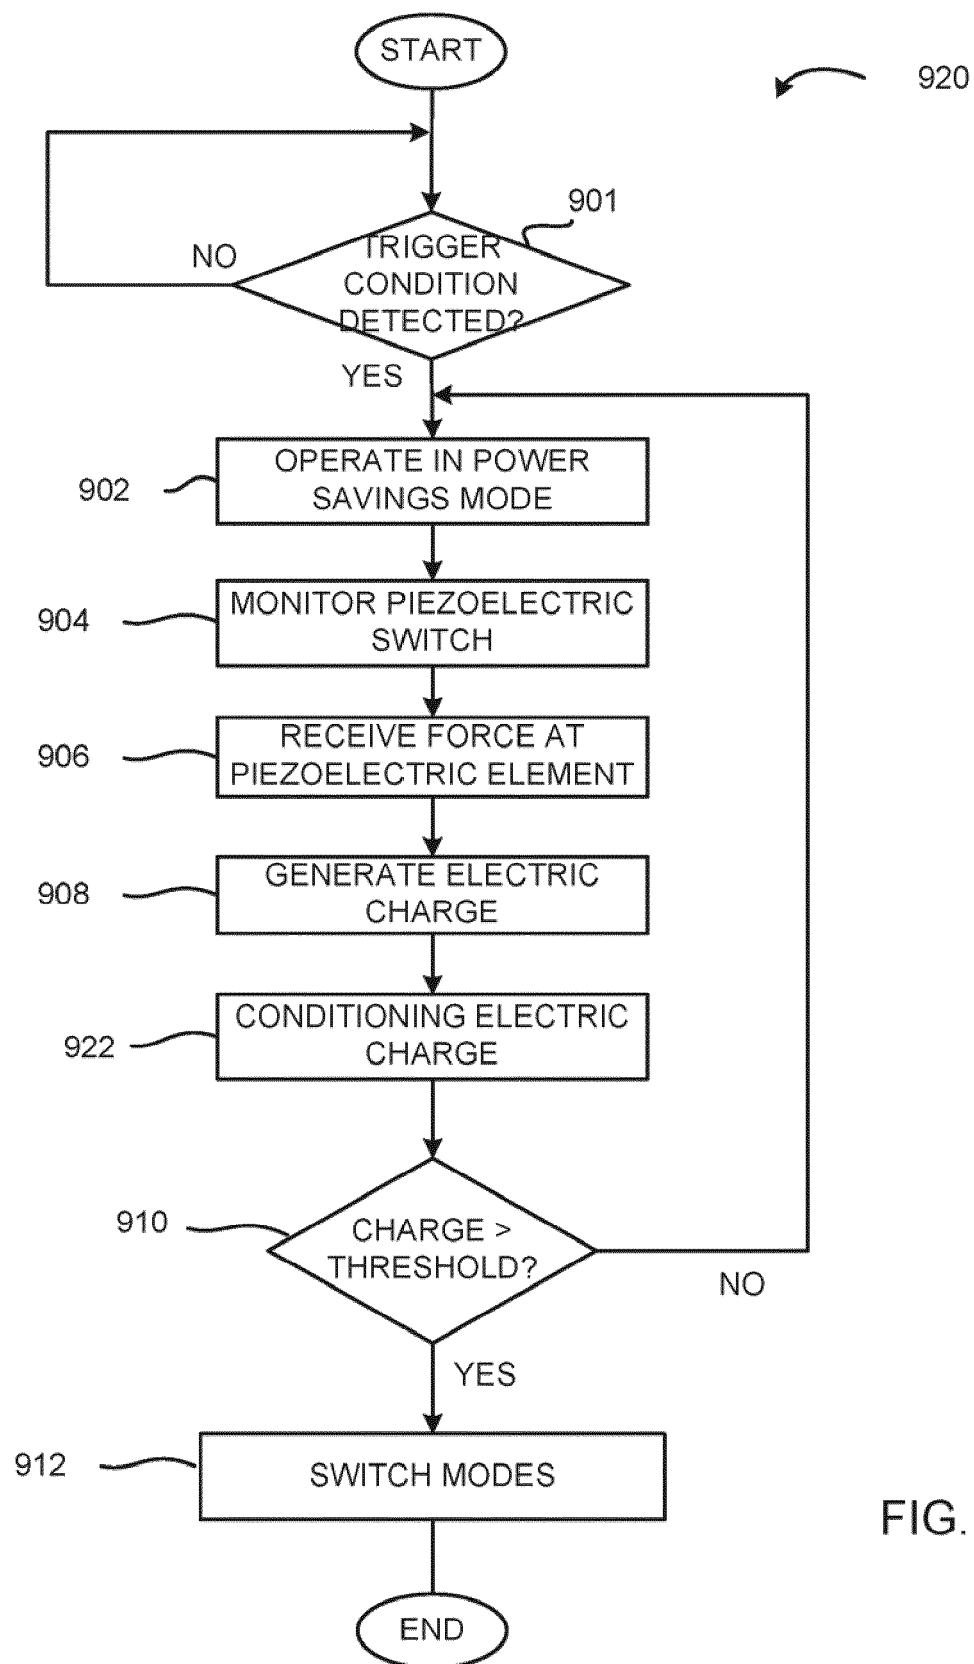 START
920
901
NO
TRIGGER
CONDITION
DETECTED?
YES
902
OPERATE IN POWER
SAVINGS MODE
904
MONITOR PIEZOELECTRIC
SWITCH
906
RECEIVE FORCE AT
PIEZOELECTRIC ELEMENT
908
GENERATE ELECTRIC
CHARGE
922
CONDITIONING ELECTRIC
CHARGE
910
CHARGE >
THRESHOLD?
NO
YES
912
SWITCH MODES
FIG.
END